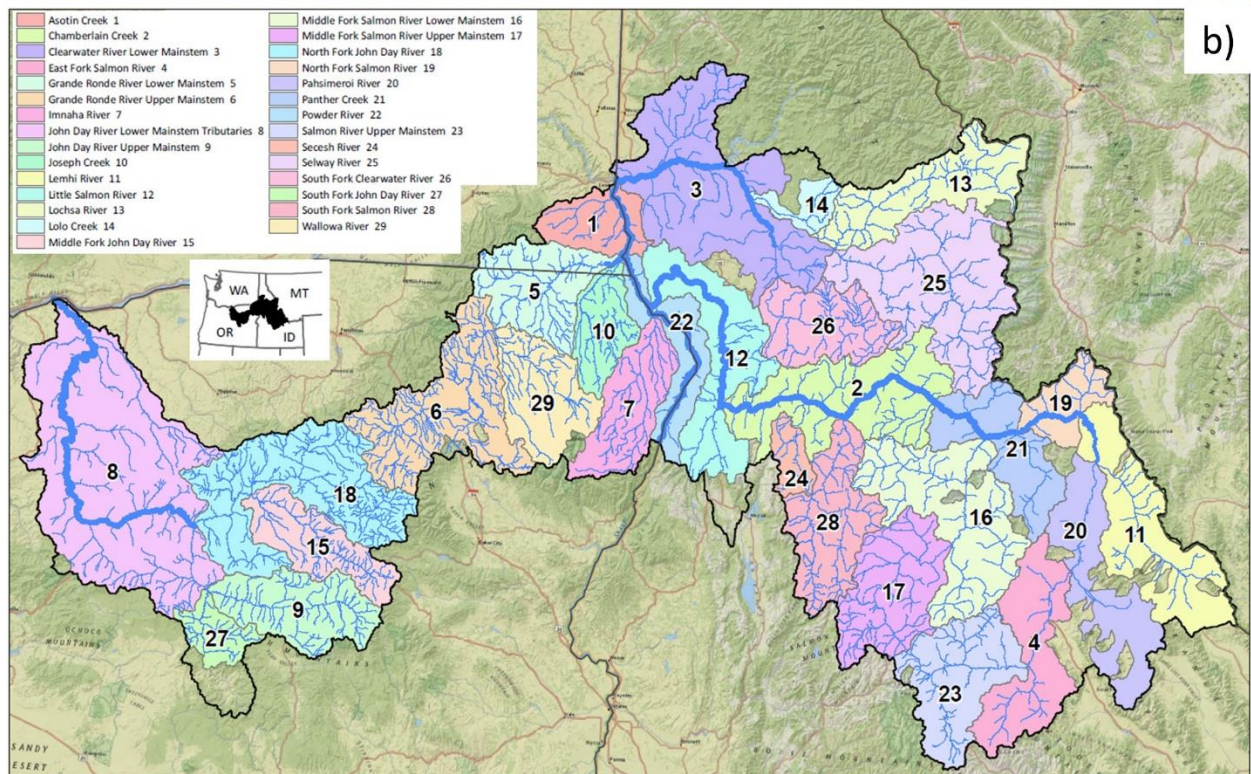 b)
Asotin Creek 1
Chamberlain Creek 2
Clearwater River Lower Mainstem 3
East Fork Salmon River 4
Grande Ronde River Lower Mainstem 5
Grande Ronde River Upper Mainstem 6
Imnaha River 7
John Day River Lower Mainstem Tributaries 8
John Day River Upper Mainstem 9
Joseph Creek 10
Lemhi River 11
Little Salmon River 12
Lochsa River 13
Lolo Creek 14
Middle Fork John Day River 15
Middle Fork Salmon River Lower Mainstem 16
Middle Fork Salmon River Upper Mainstem 17
North Fork John Day River 18
North Fork Salmon River 19
Pahsimeroi River 20
Panther Creek 21
Powder River 22
Salmon River Upper Mainstem 23
Secesh River 24
Selway River 25
South Fork Clearwater River 26
South Fork John Day River 27
South Fork Salmon River 28
Wallowa River 29
WA
MT
OR
ID
3
13
14
1
25
5
10
22
26
12
2
6
29
7
19
8
18
21
24
28
16
20
11
15
9
17
27
4
23
OCHOCO
MOUNTAINS
SANDY